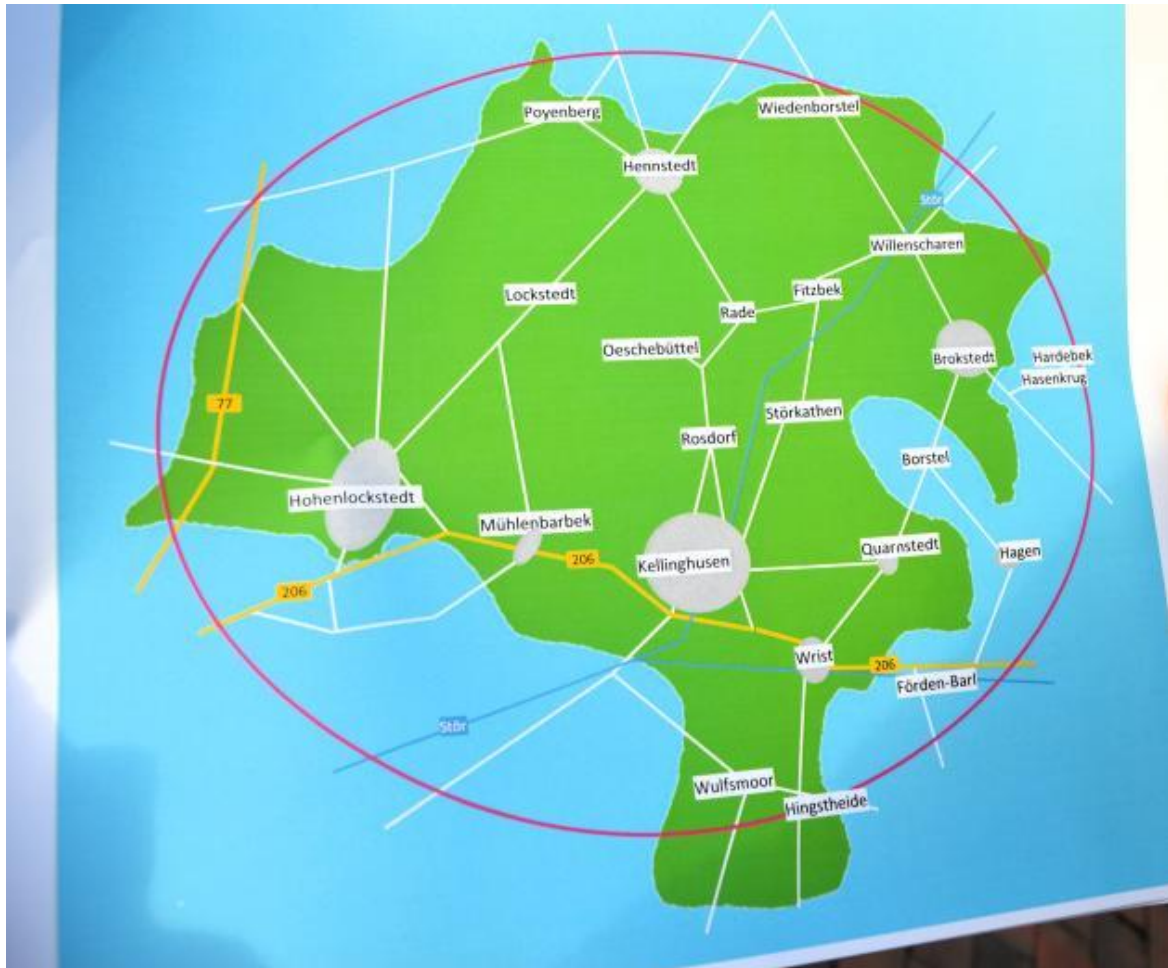 Poyenberg
Wiedenborstel
Hennstedt
Stör
Willenscharen
Lockstedt
Fitzbek
Rade
Oeschebüttel
Brokstedt
Hardebek
Hasenkrug
77
Störkathen
Rosdorf
Borstel
Hohenlockstedt
Mühlenbarbek
206
Kellinghusen
Quarnstedt
Hagen
206
Wrist
206
Förden-Barl
Stör
Wulfsmoor
Hingstheide